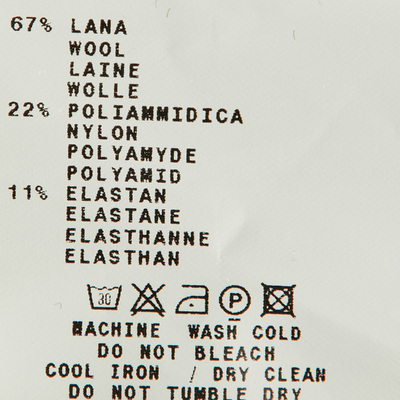 67% LANA
WOOL
LAINE
WOLLE
22% POLIAMMIDICA
NYLON
POLYAMYDE
POLYAMID
11% ELASTAN
ELASTANE
ELASTHANNE
ELASTHAN
30 P
MACHINE WASH COLD
DO NOT BLEACH
COOL IRON / DRY CLEAN
DO NOT TUMBLE DRY